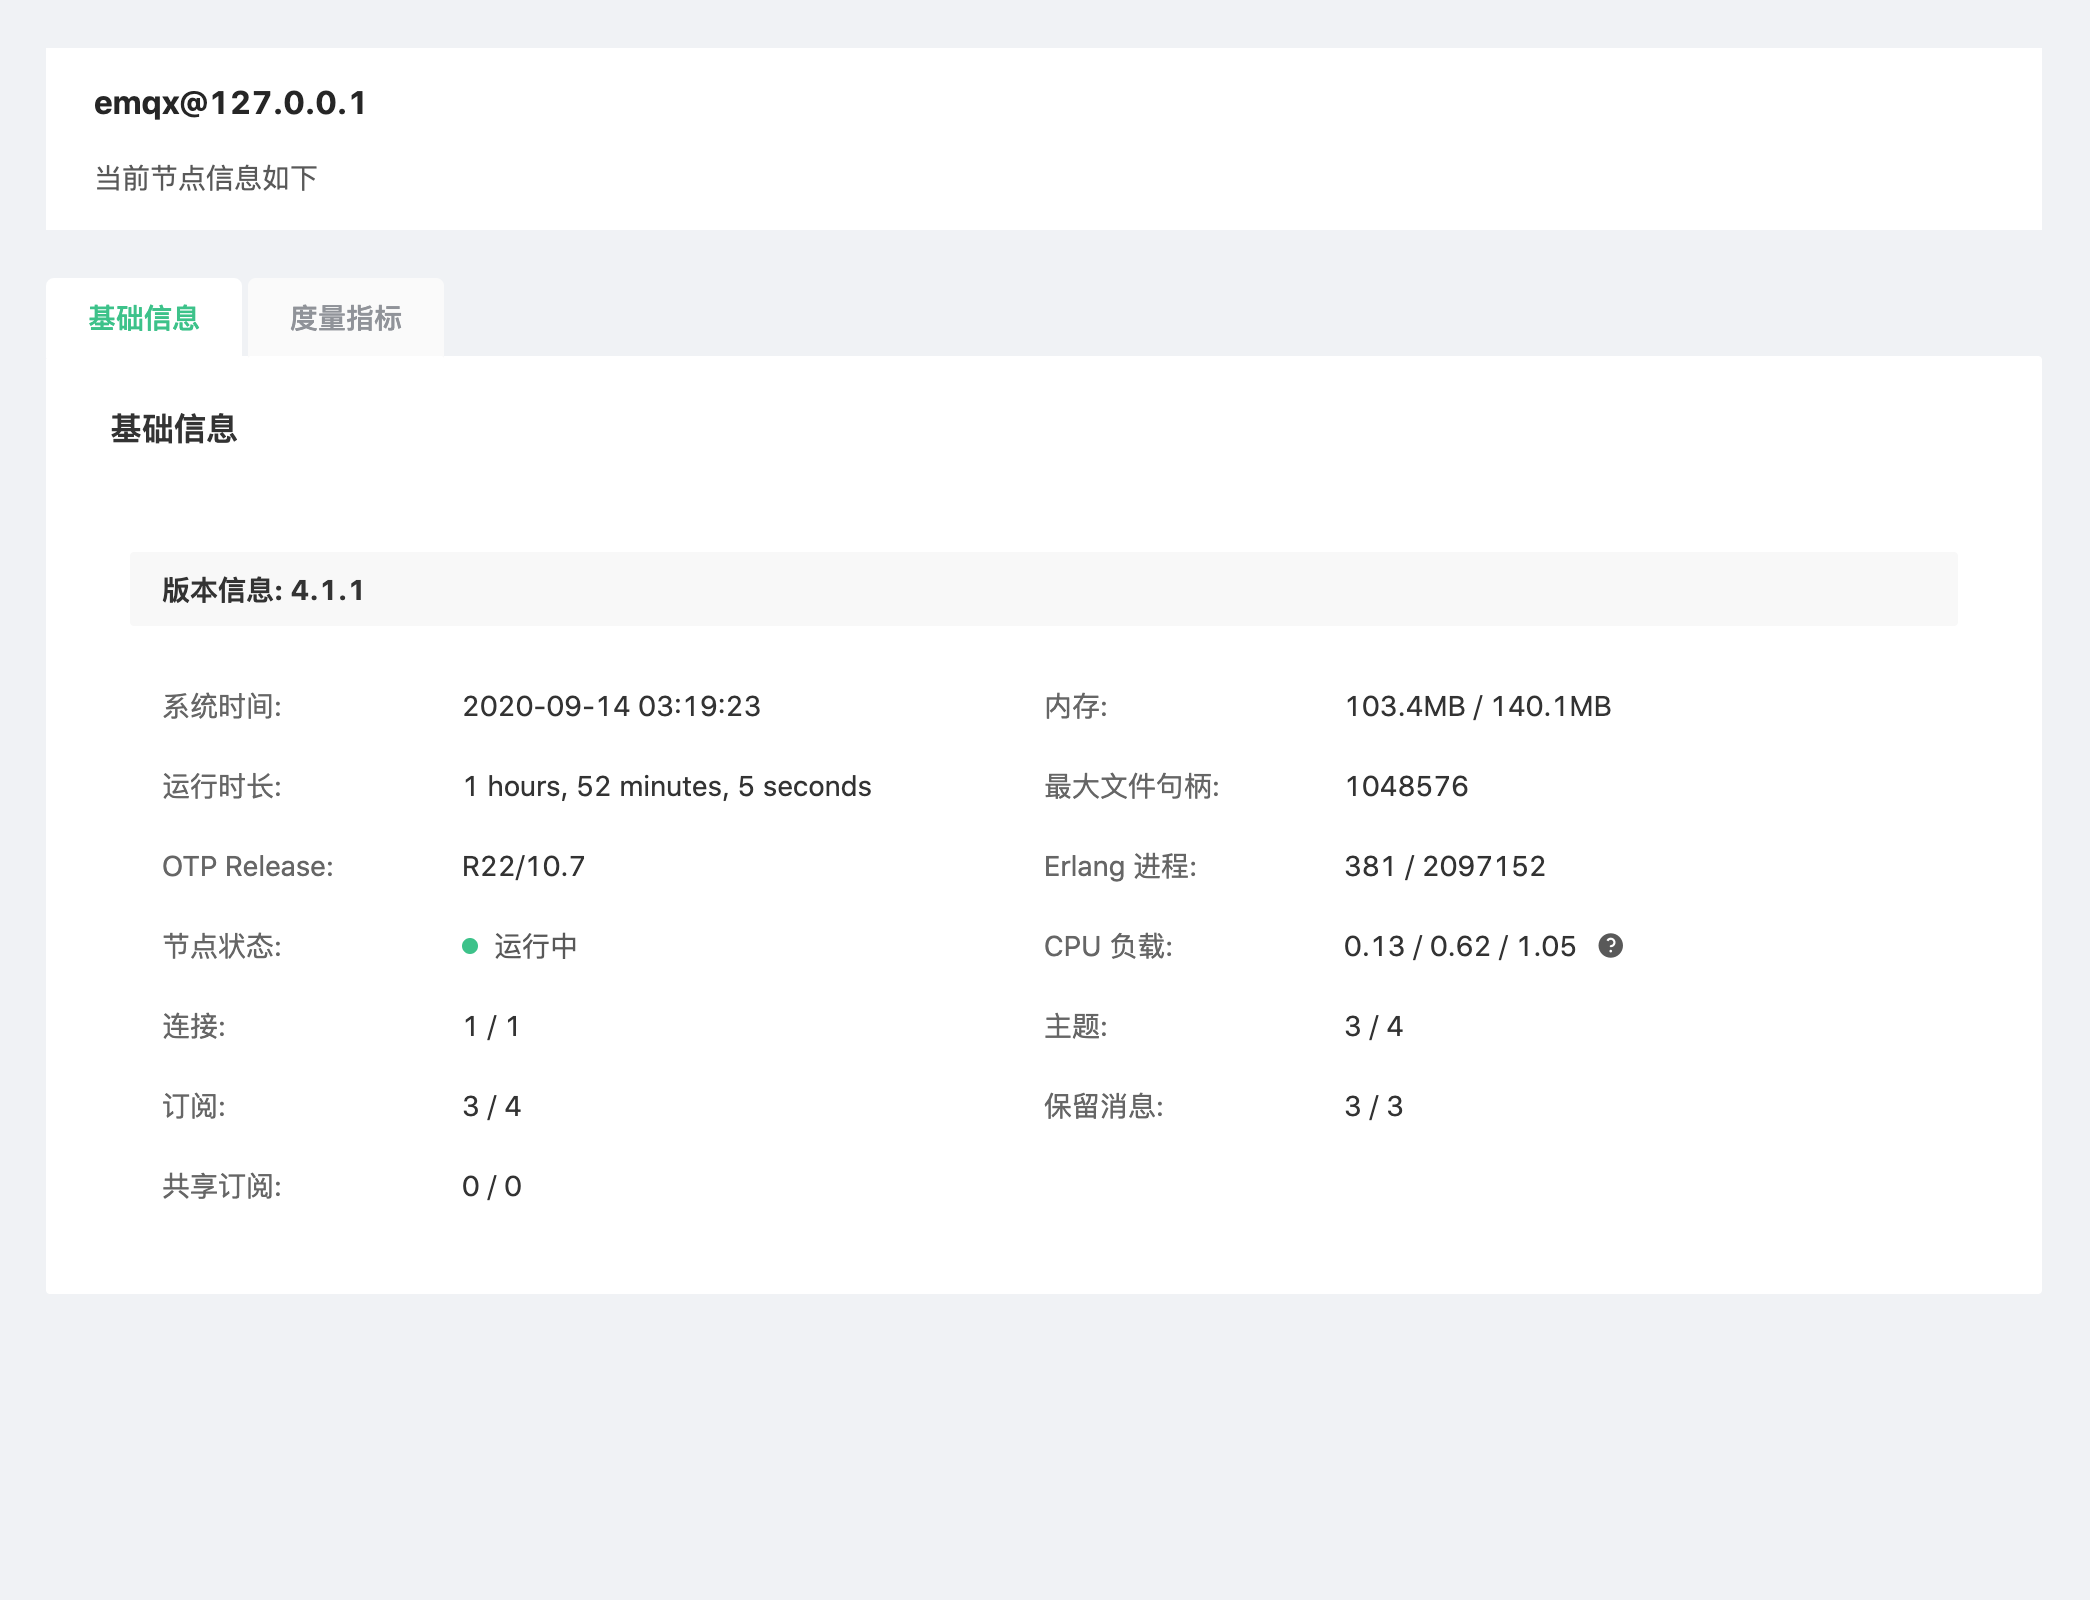 emqx@127.0.0.1
当前节点信息如下
基础信息 度量指标
基础信息
版本信息: 4.1.1
系统时间: 2020-09-14 03:19:23 内存: 103.4MB / 140.1MB
运行时长: 1 hours, 52 minutes, 5 seconds 最大文件句柄: 1048576
OTP Release: R22/10.7 Erlang 进程: 381 / 2097152
节点状态: 运行中 CPU 负载: 0.13 / 0.62 / 1.05 ?
连接: 1 / 1 主题: 3 / 4
订阅: 3 / 4 保留消息: 3 / 3
共享订阅: 0 / 0